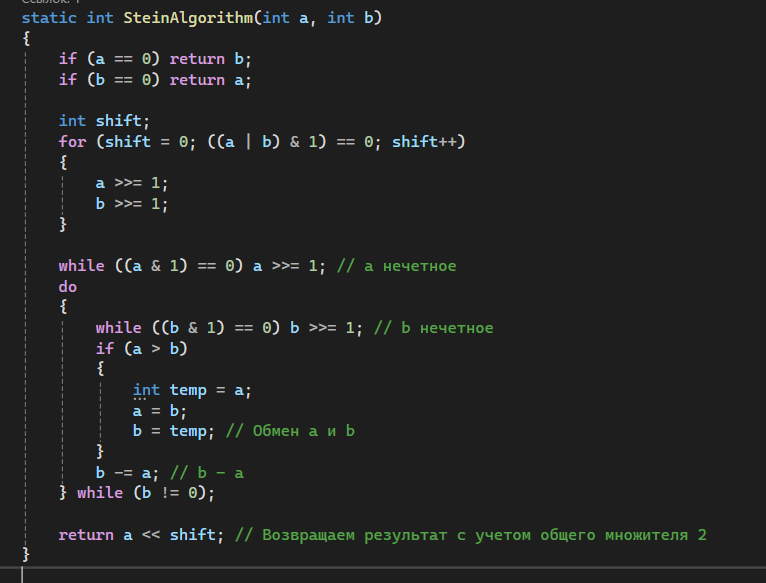 Ссылок: 1
static int SteinAlgorithm(int a, int b)
{
if (a == 0) return b;
if (b == 0) return a;
int shift;
for (shift = 0; ((a | b) & 1) == 0; shift++)
{
a >>= 1;
b >>= 1;
}
while ((a & 1) == 0) a >>= 1; // a нечетное
do
{
while ((b & 1) == 0) b >>= 1; // b нечетное
if (a > b)
{
int temp = a;
a = b;
b = temp; // Обмен a и b
}
b -= a; // b - a
} while (b != 0);
return a << shift; // Возвращаем результат с учетом общего множителя 2
}